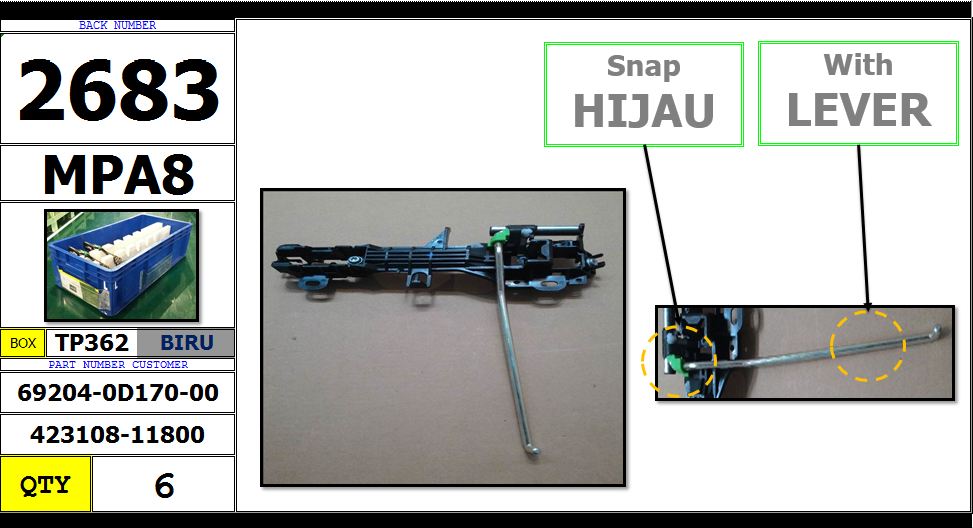 BACK NUMBER
2683
MPA8
BOX TP362 BIRU
PART NUMBER CUSTOMER
69204-0D170-00
423108-11800
QTY 6
Snap
HIJAU
With
LEVER